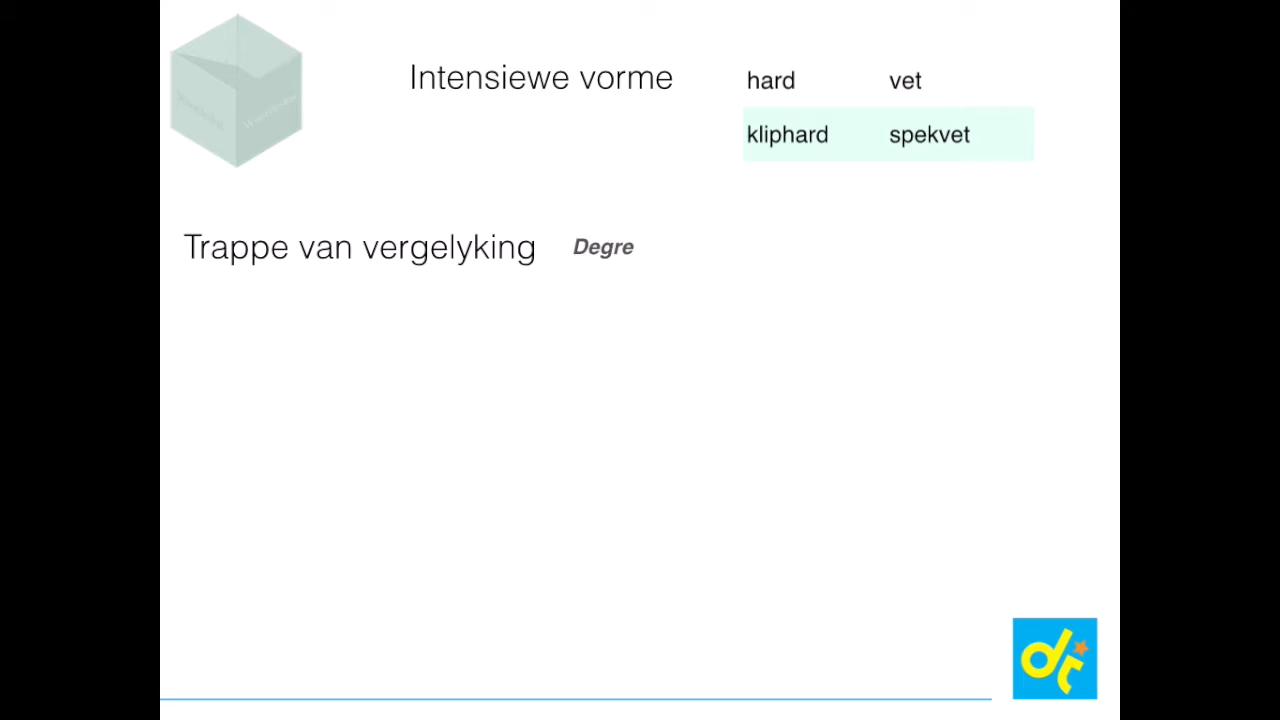 Intensiewe vorme
hard vet
kliphard spekvet
Trappe van vergelyking Degre